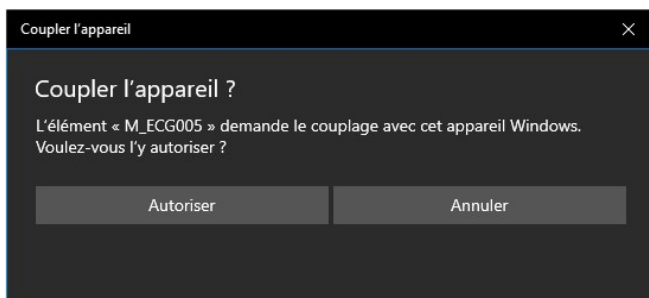 Coupler l’appareil
Coupler l’appareil ?
L’élément « M_ECG005 » demande le couplage avec cet appareil Windows.
Voulez-vous l’y autoriser ?
Autoriser
Annuler